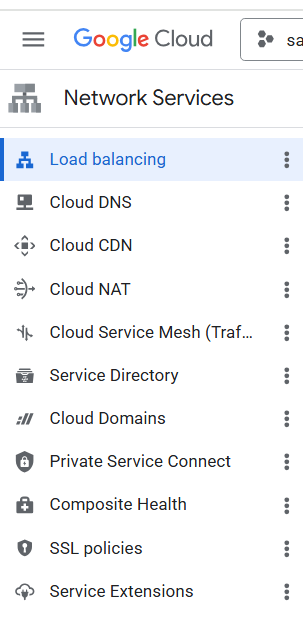 Google Cloud
sa
Network Services
Load balancing
Cloud DNS
Cloud CDN
Cloud NAT
Cloud Service Mesh (Traf...
Service Directory
Cloud Domains
Private Service Connect
Composite Health
SSL policies
Service Extensions